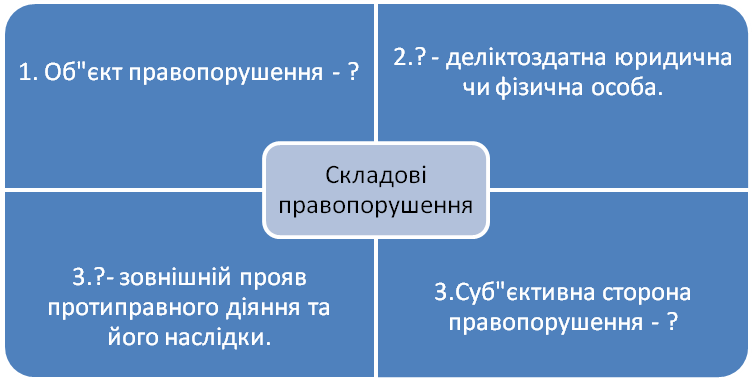 1. Об"єкт правопорушення - ?
2.? - деліктоздатна юридична
чи фізична особа.
Складові
правопорушення
3.?- зовнішній прояв
протиправного діяння та
його наслідки.
3.Суб"єктивна сторона
правопорушення - ?